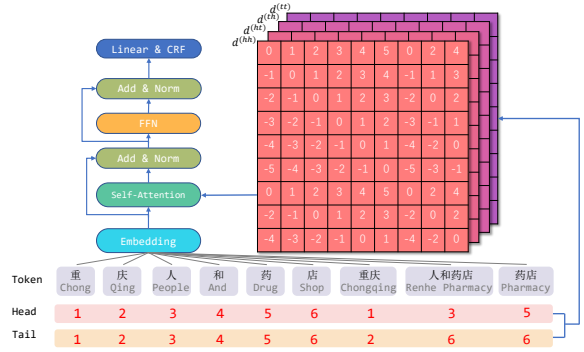 d(tt)
d(th)
d(ht)
d(hh)
0 1 2 3 4 5 0 2 4
-1 0 1 2 3 4 -1 1 3
-2 -1 0 1 2 3 -2 0 2
-3 -2 -1 0 1 2 -3 -1 1
-4 -3 -2 -1 0 1 -4 -2 0
-5 -4 -3 -2 -1 0 -5 -3 -1
0 1 2 3 4 5 0 2 4
-2 -1 0 1 2 3 -2 0 2
-4 -3 -2 -1 0 1 -4 -2 0
Linear & CRF
Add & Norm
FFN
Add & Norm
Self-Attention
Embedding
Token
重 庆 人 和 药 店 重庆 人和药店 药店
Chong Qing People And Drug Shop Chongqing Renhe Pharmacy Pharmacy
Head 1 2 3 4 5 6 1 3 5
Tail 1 2 3 4 5 6 2 6 6